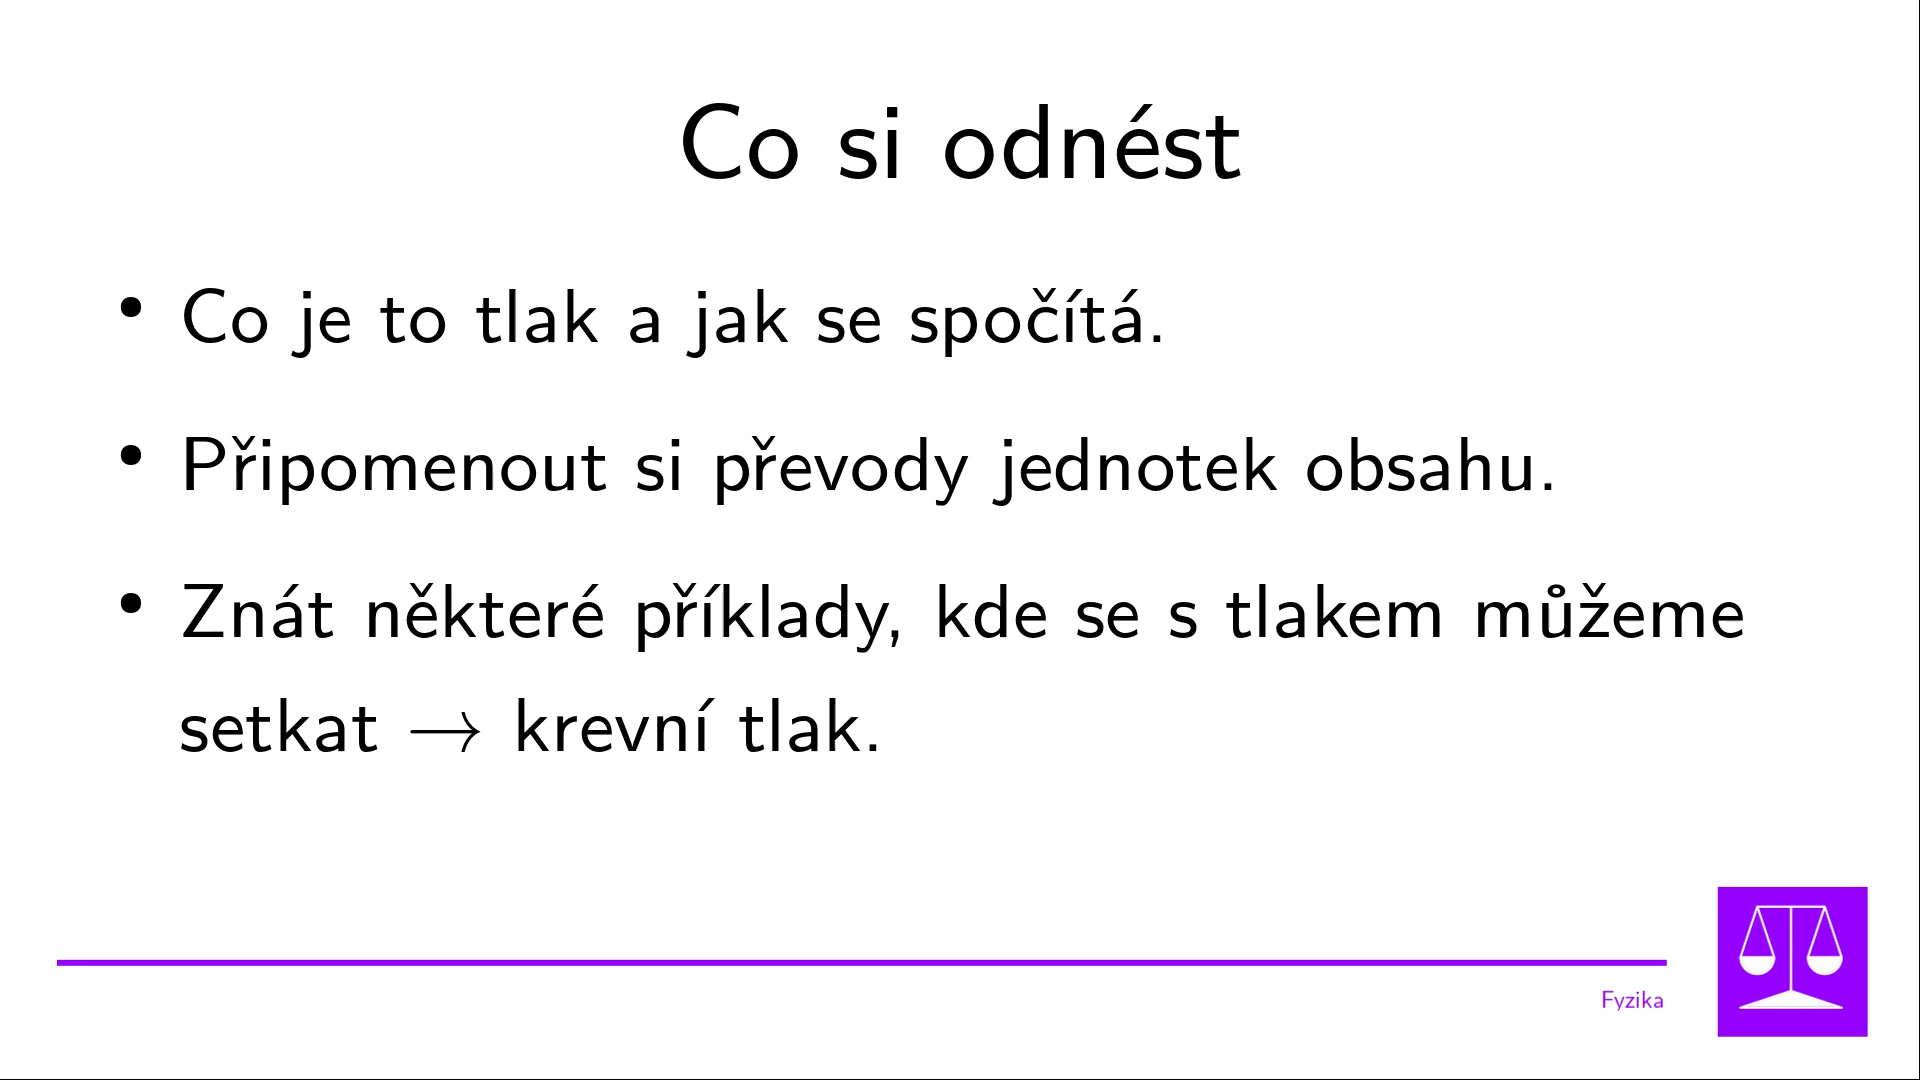 Co si odnést
• Co je to tlak a jak se spočítá.
• Připomenout si převody jednotek obsahu.
• Znát některé příklady, kde se s tlakem můžeme
setkat → krevní tlak.
Fyzika